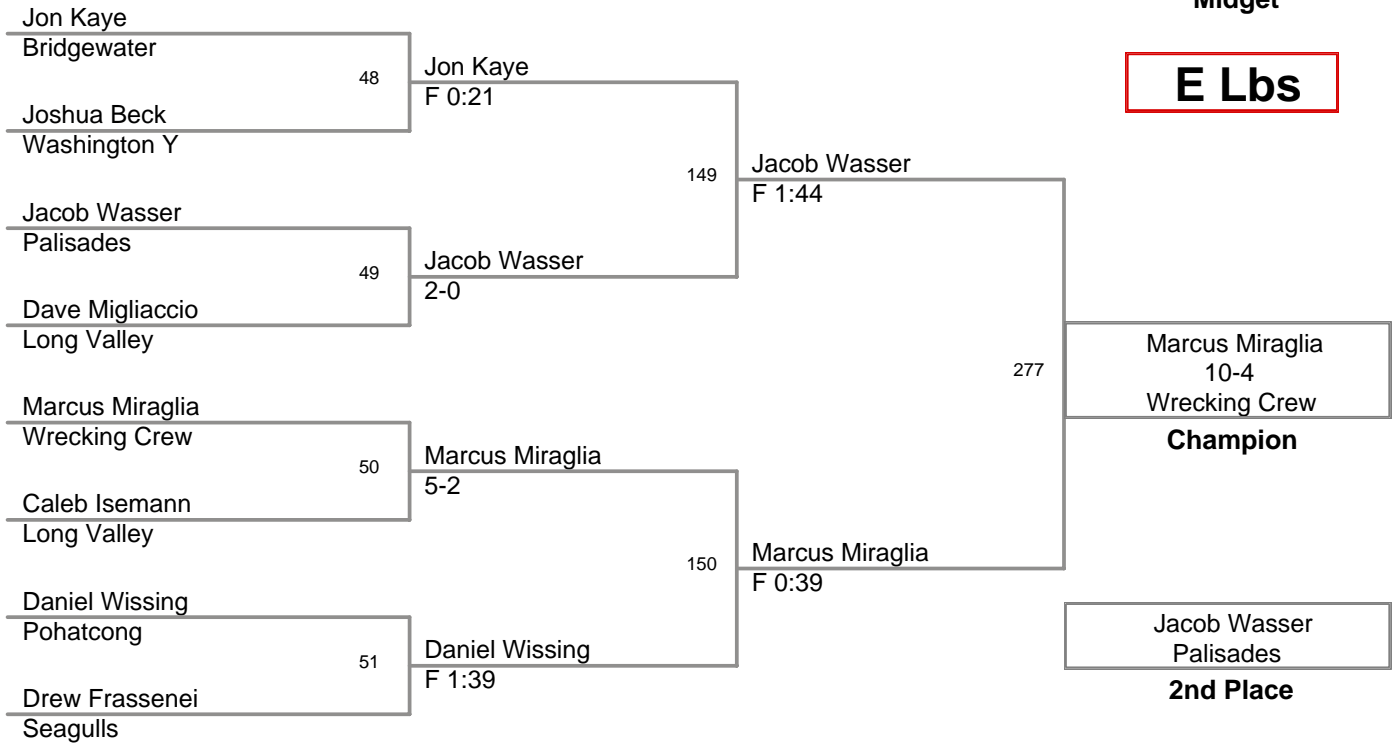 Midget
E Lbs
Jon Kaye
Bridgewater
48
Joshua Beck
Washington Y
Jon Kaye
F 0:21
Jacob Wasser
Palisades
49
Dave Migliaccio
Long Valley
Jacob Wasser
2-0
149
Jacob Wasser
F 1:44
Marcus Miraglia
Wrecking Crew
50
Caleb Isemann
Long Valley
Marcus Miraglia
5-2
Daniel Wissing
Pohatcong
51
Drew Frassenei
Seagulls
Daniel Wissing
F 1:39
150
Marcus Miraglia
F 0:39
277
Marcus Miraglia
10-4
Wrecking Crew
Champion
Jacob Wasser
Palisades
2nd Place